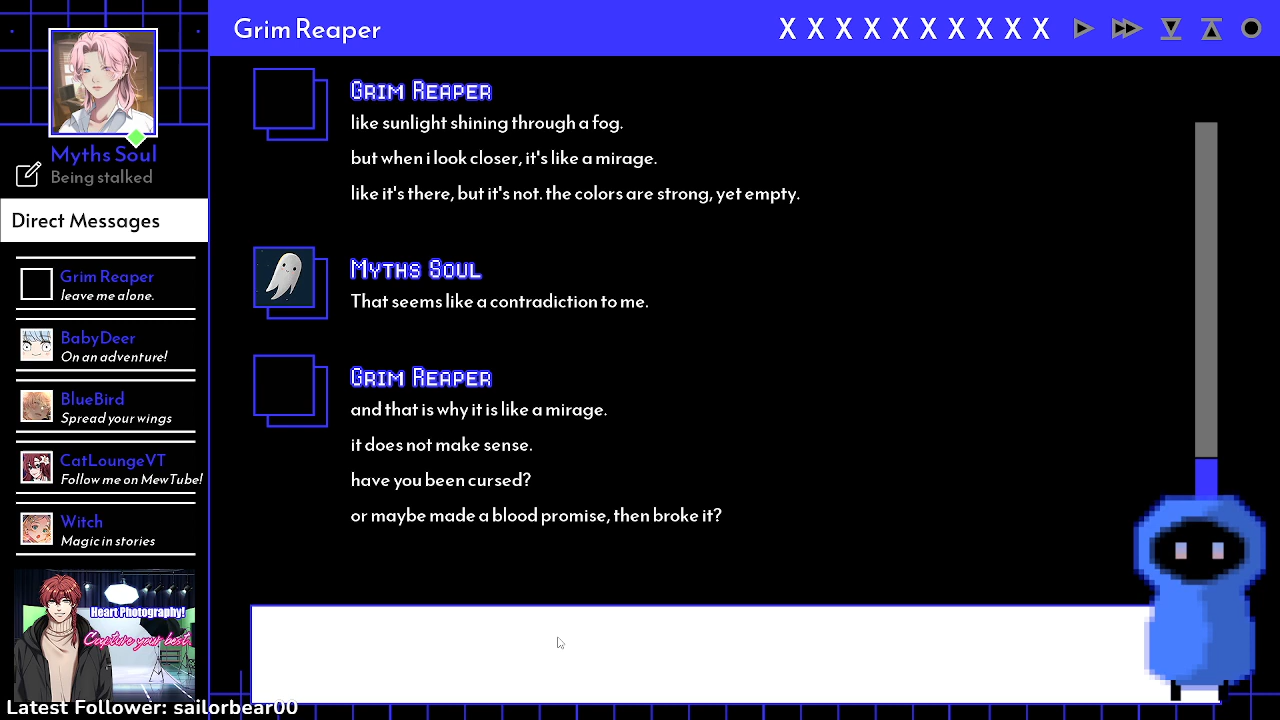 Grim Reaper
X X X X X X X X X X
Myths Soul
Being stalked
Direct Messages
Grim Reaper
leave me alone.
BabyDeer
On an adventure!
BlueBird
Spread your wings
CatLoungeVT
Follow me on MewTube!
Witch
Magic in stories
Heart Photography!
Capture your best.
Latest Follower: sailorbear00
Grim Reaper
like sunlight shining through a fog.
but when i look closer, it's like a mirage.
like it's there, but it's not. the colors are strong, yet empty.
Myths Soul
That seems like a contradiction to me.
Grim Reaper
and that is why it is like a mirage.
it does not make sense.
have you been cursed?
or maybe made a blood promise, then broke it?